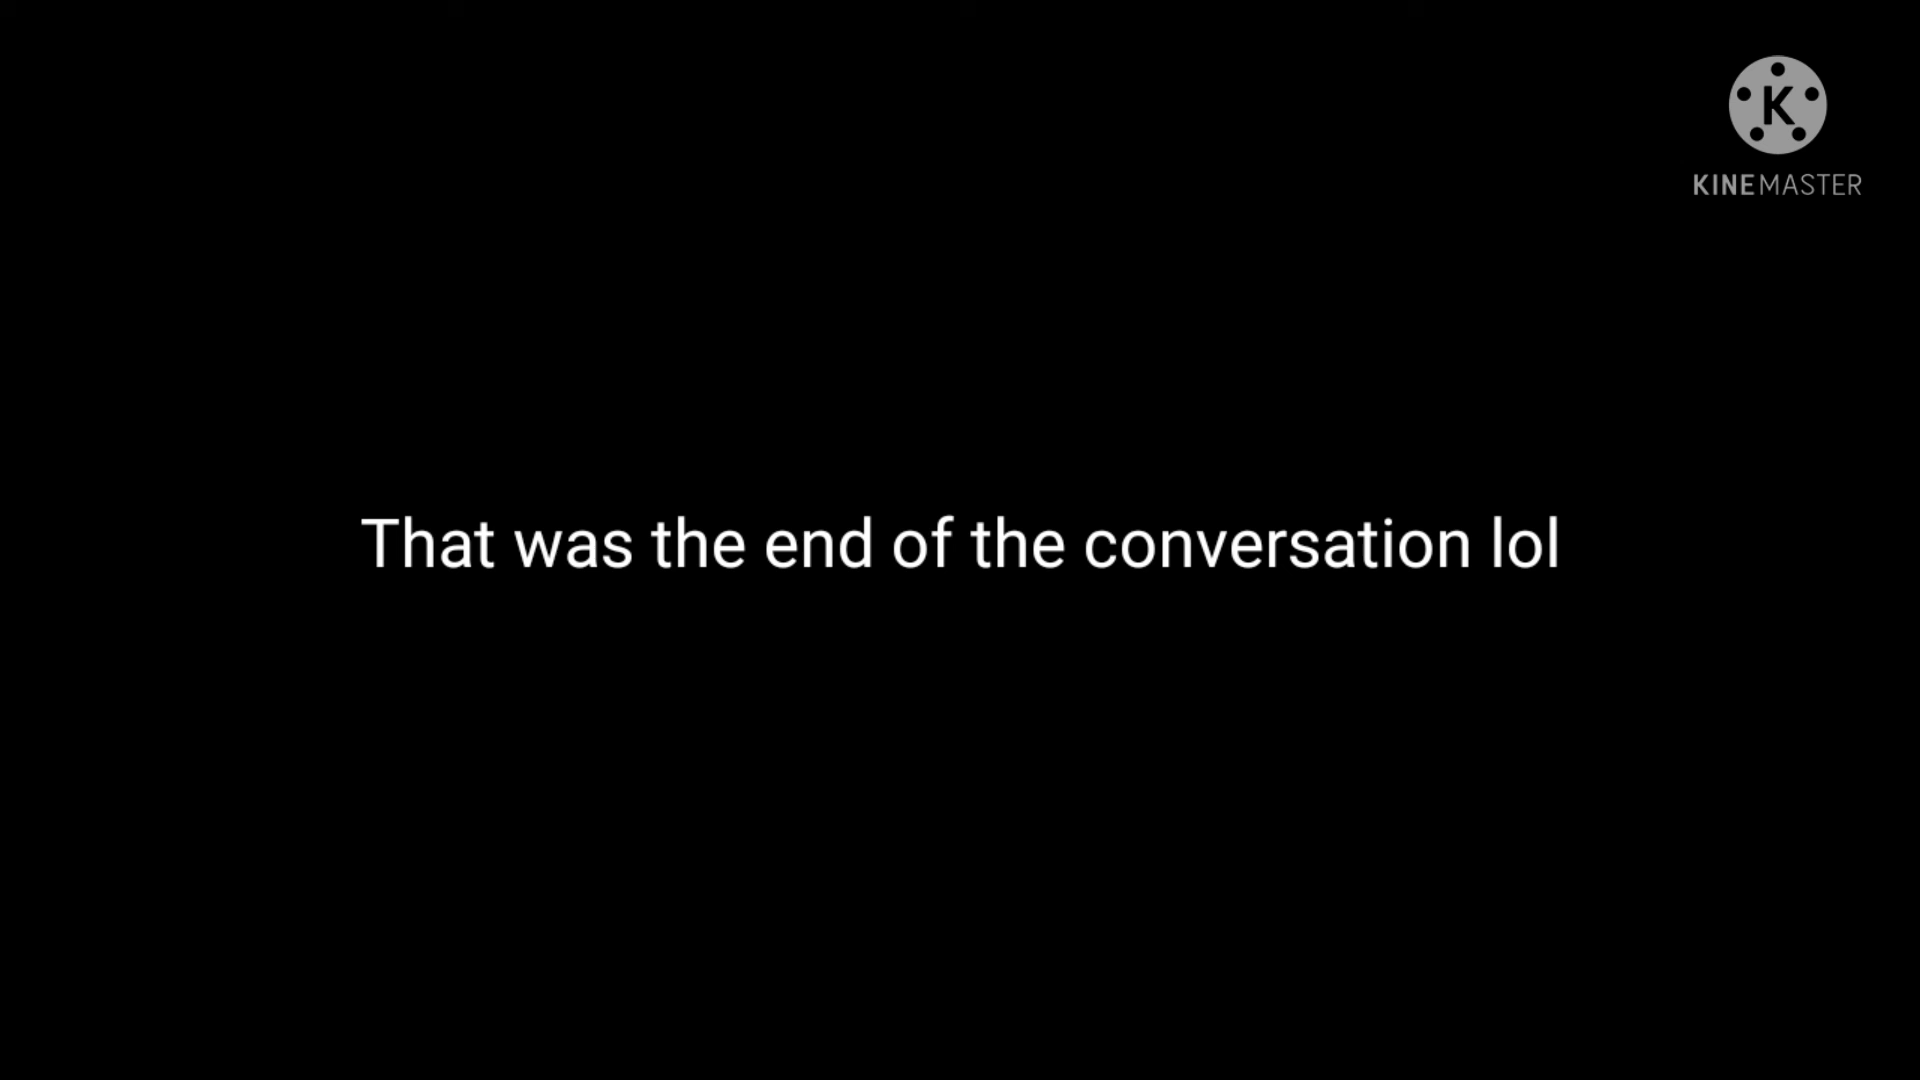 K
KINEMASTER
That was the end of the conversation lol